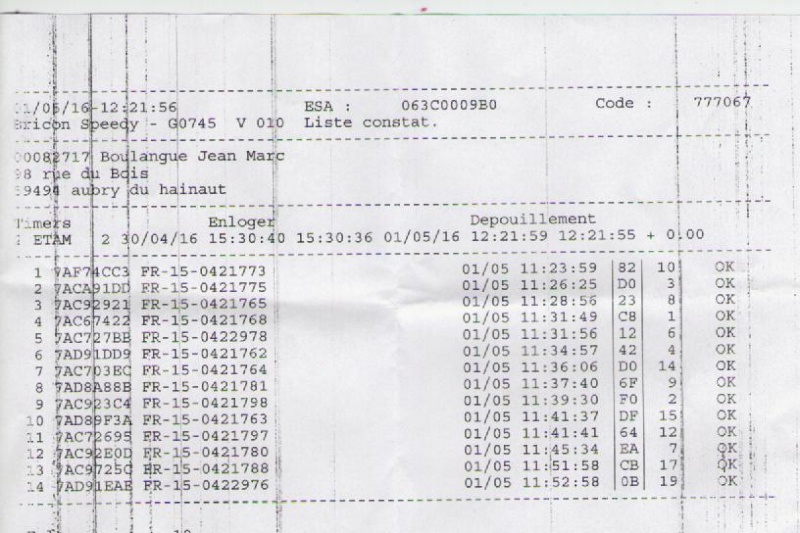 01/05/16-12:21:56 ESA : 063C0009B0 Code : 777067
Bricon Speedy - G0745 V 010 Liste constat.
00082717 Boulangue Jean Marc
98 rue du Bois
59494 aubry du hainaut
Timers Enloger Depouillement
ETAM 2 30/04/16 15:30:40 15:30:36 01/05/16 12:21:59 12:21:55 + 0:00
1 7AF74CC3 FR-15-0421773 01/05 11:23:59 82 10 OK
2 7ACA91DD FR-15-0421775 01/05 11:26:25 D0 3 OK
3 7AC92921 FR-15-0421765 01/05 11:28:56 23 8 OK
4 7AC67422 FR-15-0421768 01/05 11:31:49 C8 1 OK
5 7AC727BB FR-15-0422978 01/05 11:31:56 12 6 OK
6 7AD91DD9 FR-15-0421762 01/05 11:34:57 42 4 OK
7 7AC703EC FR-15-0421764 01/05 11:36:06 D0 14 OK
8 7AD8A88B FR-15-0421781 01/05 11:37:40 6F 9 OK
9 7AC923C4 FR-15-0421798 01/05 11:39:30 F0 2 OK
10 7AD89F3A FR-15-0421763 01/05 11:41:37 DF 15 OK
11 7AC72695 FR-15-0421797 01/05 11:41:41 64 12 OK
12 7AC92E0D FR-15-0421780 01/05 11:45:34 EA 7 OK
13 7AC9725C FR-15-0421788 01/05 11:51:58 CB 17 OK
14 7AD91EAE FR-15-0422976 01/05 11:52:58 0B 19 OK